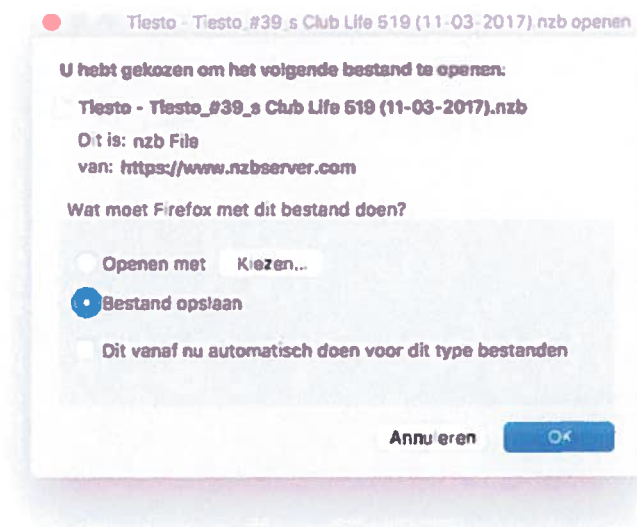 Tiesto - Tiesto_#39_s Club Life 519 (11-03-2017).nzb openen
U hebt gekozen om het volgende bestand te openen:
Tiesto - Tiesto_#39_s Club Life 519 (11-03-2017).nzb
Dit is: nzb File
van: https://www.nzbserver.com
Wat moet Firefox met dit bestand doen?
Openen met Kiezen...
Bestand opslaan
Dit vanaf nu automatisch doen voor dit type bestanden
Annuleren OK